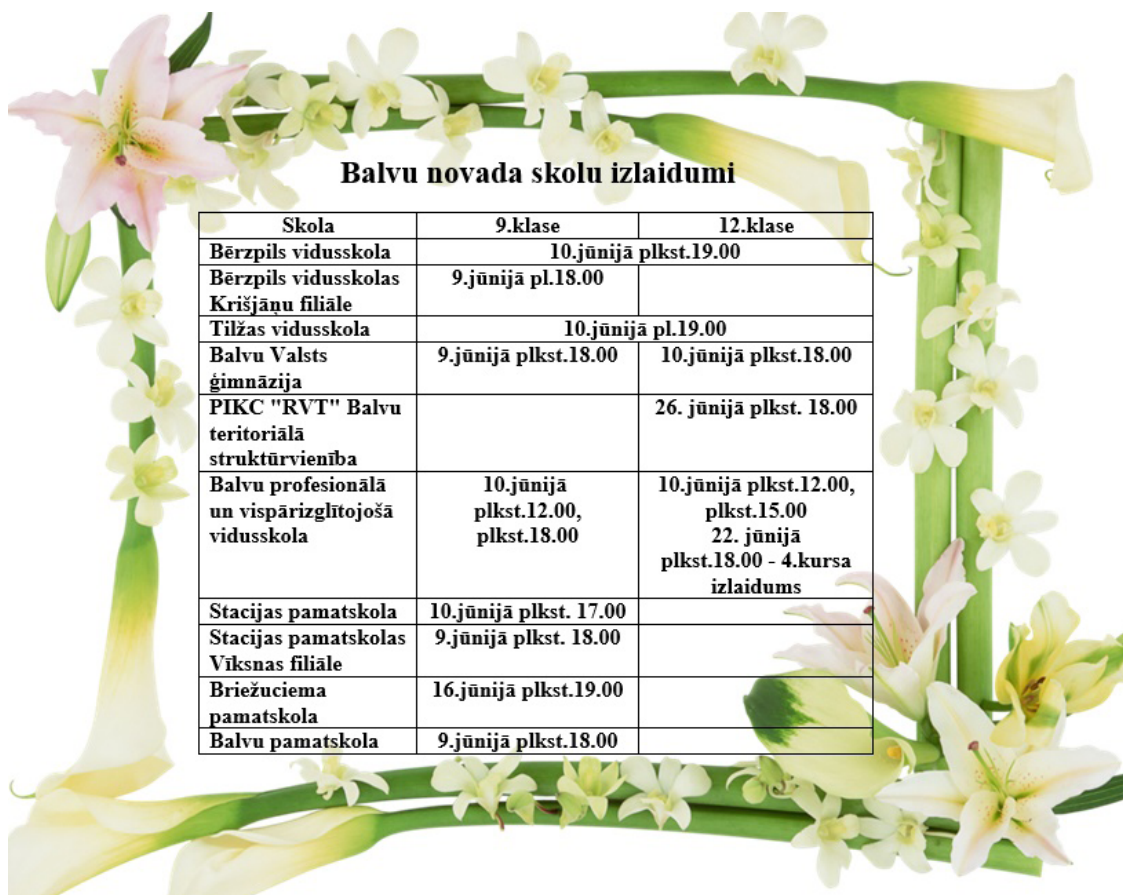 Balvu novada skolu izlaidumi
Skola 9.klase 12.klase
Bērzpils vidusskola 10.jūnijā plkst.19.00
Bērzpils vidusskolas 9.jūnijā pl.18.00
Krišjāņu filiāle
Tilžas vidusskola 10.jūnijā pl.19.00
Balvu Valsts 9.jūnijā plkst.18.00 10.jūnijā plkst.18.00
ģimnāzija
PIKC "RVT" Balvu 26. jūnijā plkst. 18.00
teritoriālā
struktūrvienība
Balvu profesionālā 10.jūnijā 10.jūnijā plkst.12.00,
un vispārizglītojošā plkst.12.00, plkst.15.00
vidusskola plkst.18.00 22. jūnijā
plkst.18.00 - 4.kursa
izlaidums
Stacijas pamatskola 10.jūnijā plkst. 17.00
Stacijas pamatskolas 9.jūnijā plkst. 18.00
Vīksnas filiāle
Briežuciema 16.jūnijā plkst.19.00
pamatskola
Balvu pamatskola 9.jūnijā plkst.18.00